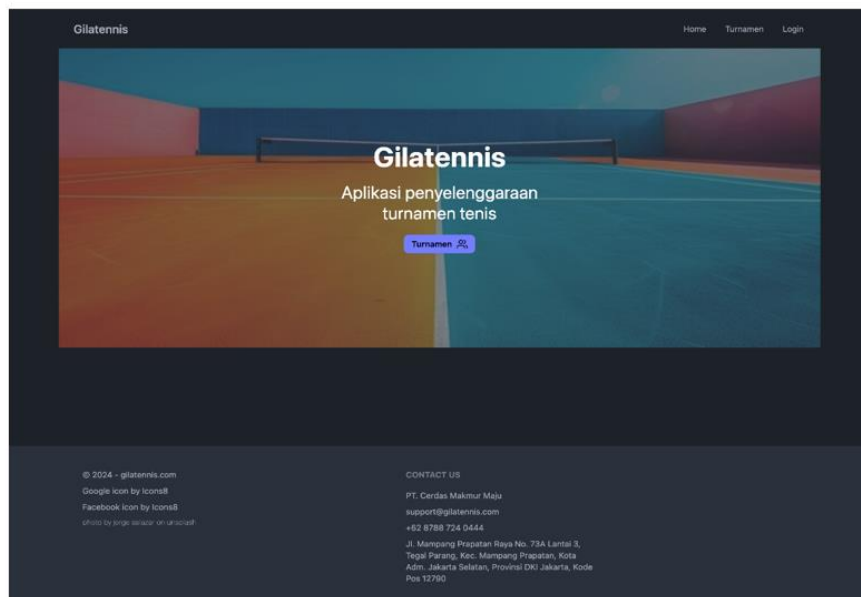 Gilatennis
Home Turnamen Login
Gilatennis
Aplikasi penyelenggaraan
turnamen tenis
Turnamen
© 2024 - gilatennis.com
Google icon by Icons8
Facebook icon by Icons8
photo by jorge salazar on unsplash
CONTACT US
PT. Cerdas Makmur Maju
support@gilatennis.com
+62 8788 724 0444
Jl. Mampang Prapatan Raya No. 73A Lantai 3,
Tegal Parang, Kec. Mampang Prapatan, Kota
Adm. Jakarta Selatan, Provinsi DKI Jakarta, Kode
Pos 12790